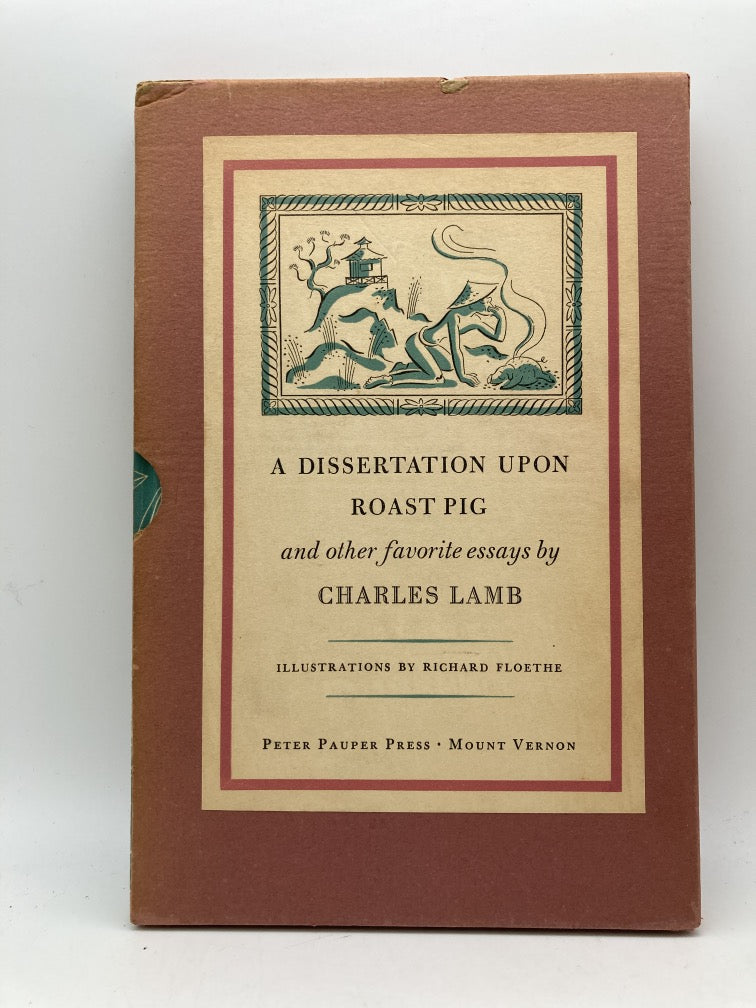 A DISSERTATION UPON
ROAST PIG
and other favorite essays by
CHARLES LAMB
ILLUSTRATIONS BY RICHARD FLOETHE
PETER PAUPER PRESS · MOUNT VERNON